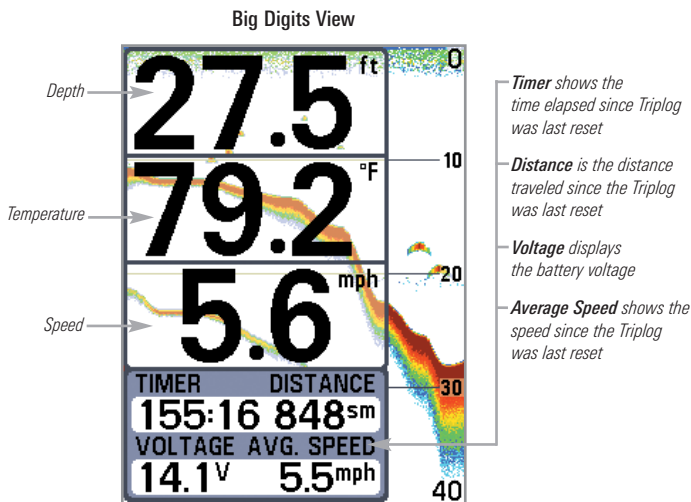 Big Digits View
Depth
27.5 ft
Temperature
79.2 °F
Speed
5.6 mph
TIMER DISTANCE
155:16 848sm
VOLTAGE AVG. SPEED
14.1V 5.5mph
0
10
20
30
40
Timer shows the
time elapsed since Triplog
was last reset
Distance is the distance
traveled since the Triplog
was last reset
Voltage displays
the battery voltage
Average Speed shows the
speed since the Triplog
was last reset